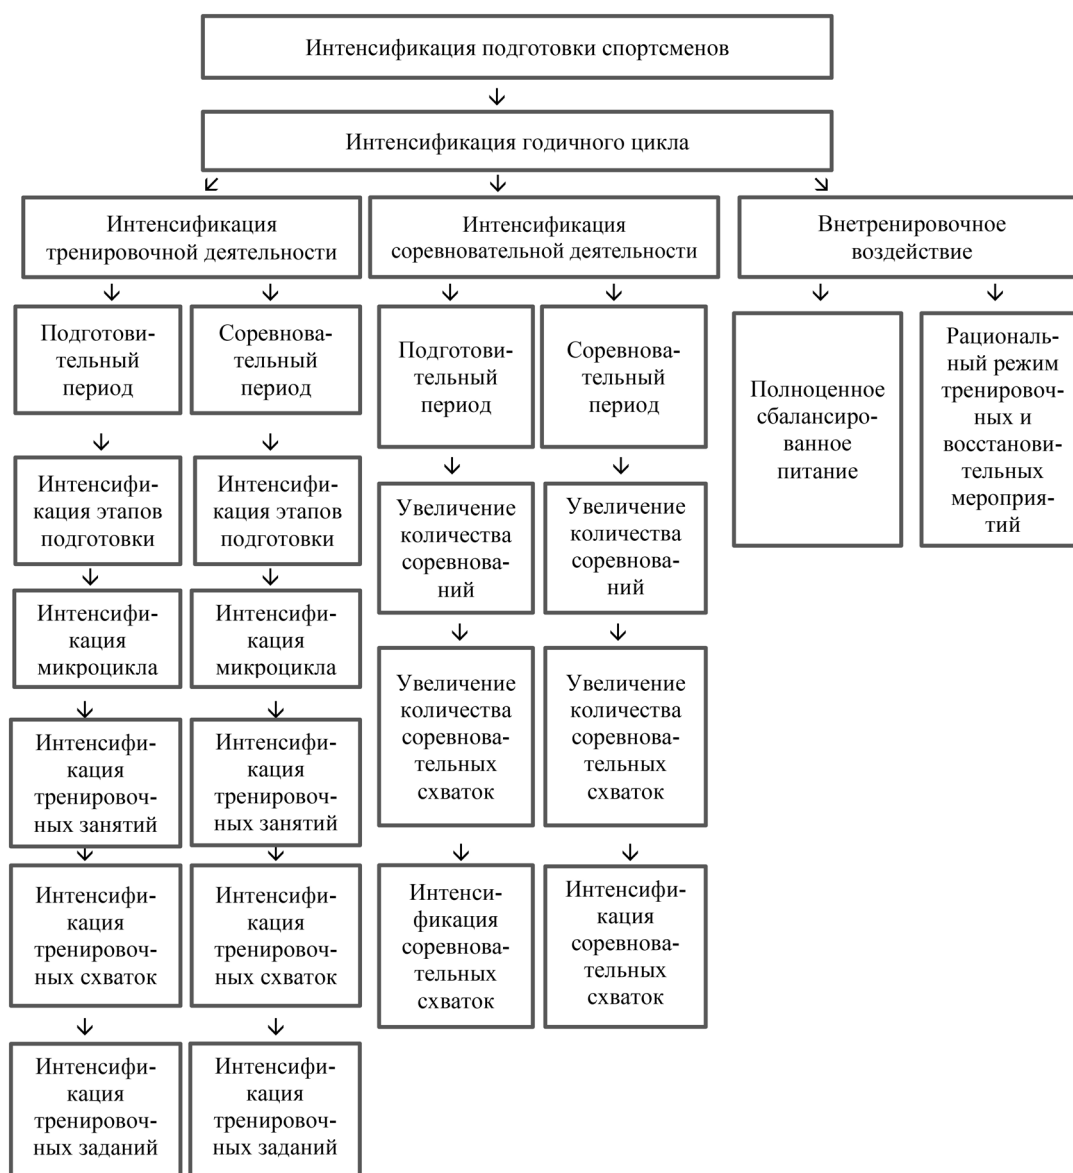 Интенсификация подготовки спортсменов
Интенсификация годичного цикла
Интенсификация
тренировочной деятельности
Интенсификация
соревновательной деятельности
Внетренировочное
воздействие
Подготови-
тельный
период
Соревнова-
тельный
период
Подготови-
тельный
период
Соревнова-
тельный
период
Полноценное
сбалансиро-
ванное
питание
Рациональ-
ный режим
тренировоч-
ных и
восстанови-
тельных
мероприя-
тий
Интенсифи-
кация этапов
подготовки
Интенсифи-
кация этапов
подготовки
Увеличение
количества
соревнова-
ний
Увеличение
количества
соревнова-
ний
Интенсифи-
кация
микроцикла
Интенсифи-
кация
микроцикла
Увеличение
количества
соревнова-
тельных
схваток
Увеличение
количества
соревнова-
тельных
схваток
Интенсифи-
кация
тренировоч-
ных занятий
Интенсифи-
кация
тренировоч-
ных занятий
Интенсифи-
кация
тренировоч-
ных схваток
Интенсифи-
кация
тренировоч-
ных схваток
Интенси-
фикация
соревнова-
тельных
схваток
Интенсифи-
кация
соревнова-
тельных
схваток
Интенсифи-
кация
тренировоч-
ных заданий
Интенсифи-
кация
тренировоч-
ных заданий